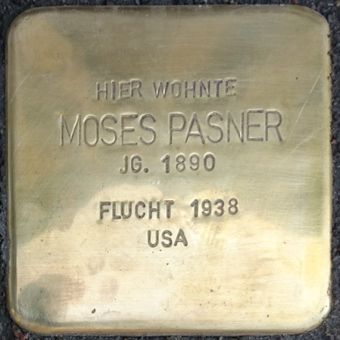 HIER WOHNTE
MOSES PASNER
JG. 1890
FLUCHT 1938
USA